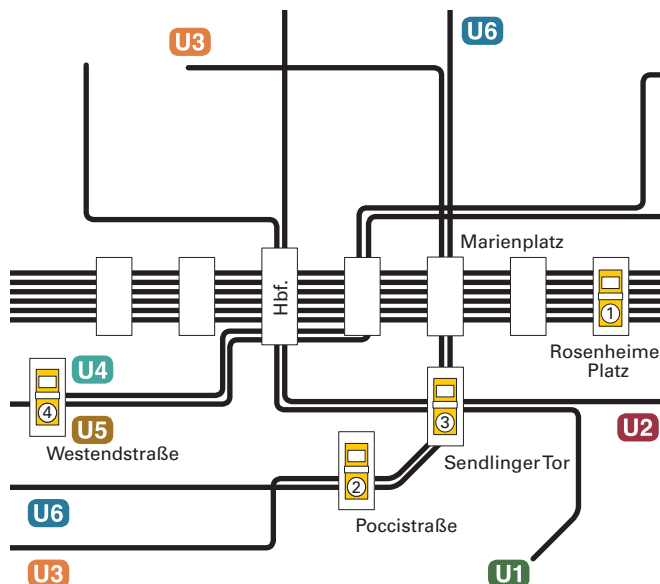 U3
U6
Marienplatz
Hbf.
1
Rosenheime
Platz
U4
4
U5
Westendstraße
3
U2
Sendlinger Tor
2
U6
Poccistraße
U3
U1